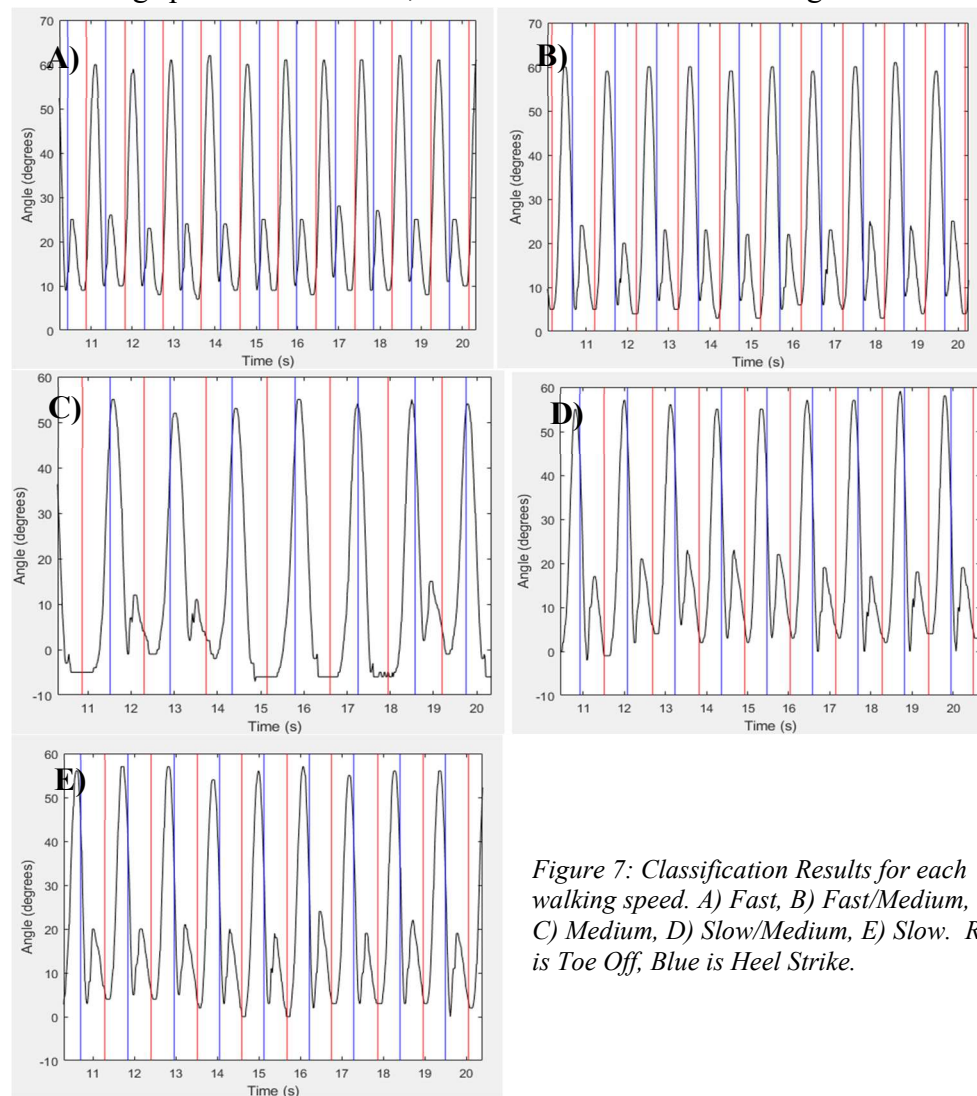 A)
70
60
50
40
30
20
10
0
Angle (degrees)
11 12 13 14 15 16 17 18 19 20
Time (s)
B)
70
60
50
40
30
20
10
0
Angle (degrees)
11 12 13 14 15 16 17 18 19 20
Time (s)
C)
60
50
40
30
20
10
0
-10
Angle (degrees)
11 12 13 14 15 16 17 18 19 20
Time (s)
D)
60
50
40
30
20
10
0
-10
Angle (degrees)
11 12 13 14 15 16 17 18 19 20
Time (s)
E)
60
50
40
30
20
10
0
-10
Angle (degrees)
11 12 13 14 15 16 17 18 19 20
Time (s)
Figure 7: Classification Results for each
walking speed. A) Fast, B) Fast/Medium,
C) Medium, D) Slow/Medium, E) Slow.
is Toe Off, Blue is Heel Strike.